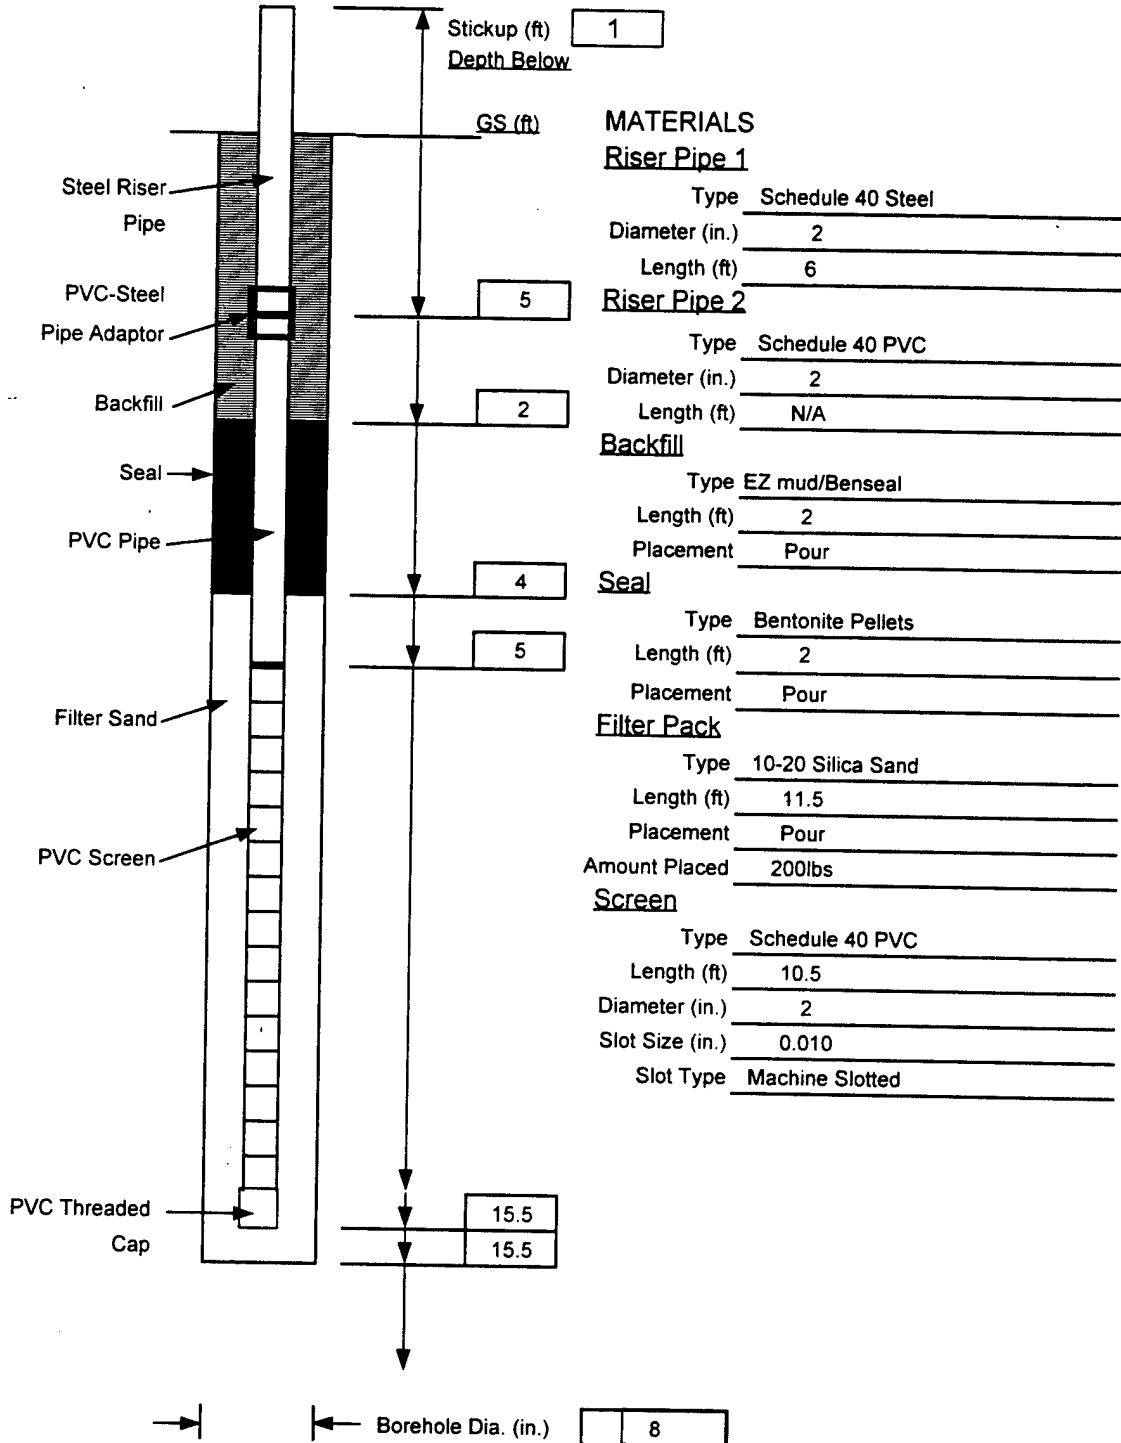 Stickup (ft) 1
Depth Below
GS (ft)
MATERIALS
Riser Pipe 1
Steel Riser
Pipe
Type Schedule 40 Steel
Diameter (in.) 2
Length (ft) 6
PVC-Steel
Pipe Adaptor
5
Riser Pipe 2
Type Schedule 40 PVC
Diameter (in.) 2
Length (ft) N/A
Backfill
2
Backfill
Type EZ mud/Benseal
Length (ft) 2
Placement Pour
Seal
PVC Pipe
4
Seal
Type Bentonite Pellets
Length (ft) 2
Placement Pour
5
Filter Sand
Filter Pack
Type 10-20 Silica Sand
Length (ft) 11.5
Placement Pour
Amount Placed 200lbs
PVC Screen
Screen
Type Schedule 40 PVC
Length (ft) 10.5
Diameter (in.) 2
Slot Size (in.) 0.010
Slot Type Machine Slotted
PVC Threaded
Cap
15.5
15.5
Borehole Dia. (in.) 8